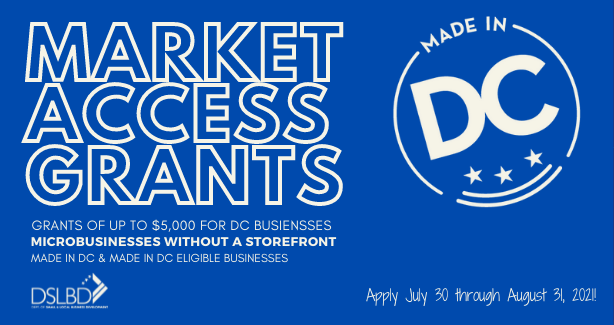 MARKET
ACCESS
GRANTS
GRANTS OF UP TO $5,000 FOR DC BUSIENSSES
MICROBUSINESSES WITHOUT A STOREFRONT
MADE IN DC & MADE IN DC ELIGIBLE BUSINESSES
DSLBD
DEPT. OF SMALL & LOCAL BUSINESS DEVELOPMENT
MADE IN
DC
Apply July 30 through August 31, 2021!